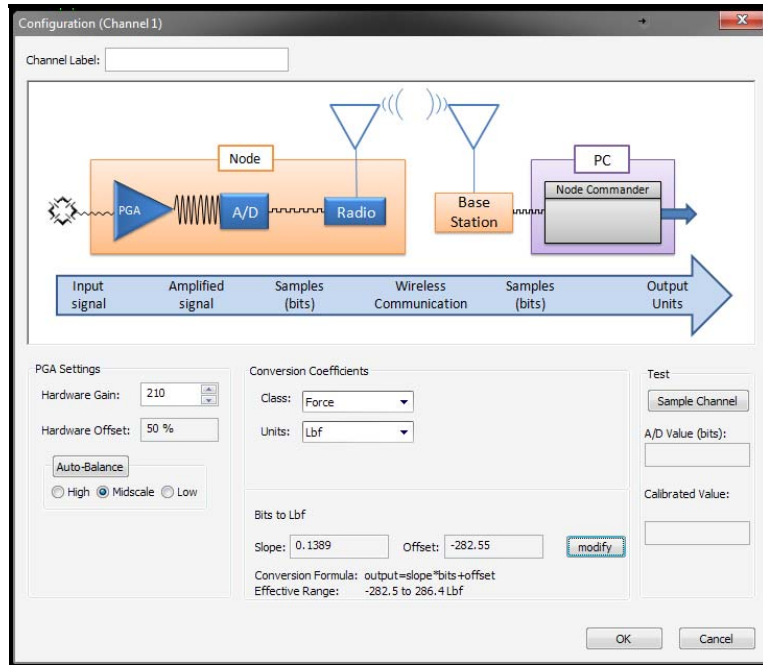 Configuration (Channel 1)
Channel Label:
Node
PC
Node Commander
PGA
A/D
Radio
Base
Station
Input
signal
Amplified
signal
Samples
(bits)
Wireless
Communication
Samples
(bits)
Output
Units
PGA Settings
Hardware Gain: 210
Hardware Offset: 50 %
Auto-Balance
High Midscale Low
Conversion Coefficients
Class: Force
Units: Lbf
Bits to Lbf
Slope: 0.1389 Offset: -282.55 modify
Conversion Formula: output=slope*bits+offset
Effective Range: -282.5 to 286.4 Lbf
Test
Sample Channel
A/D Value (bits):
Calibrated Value:
OK Cancel